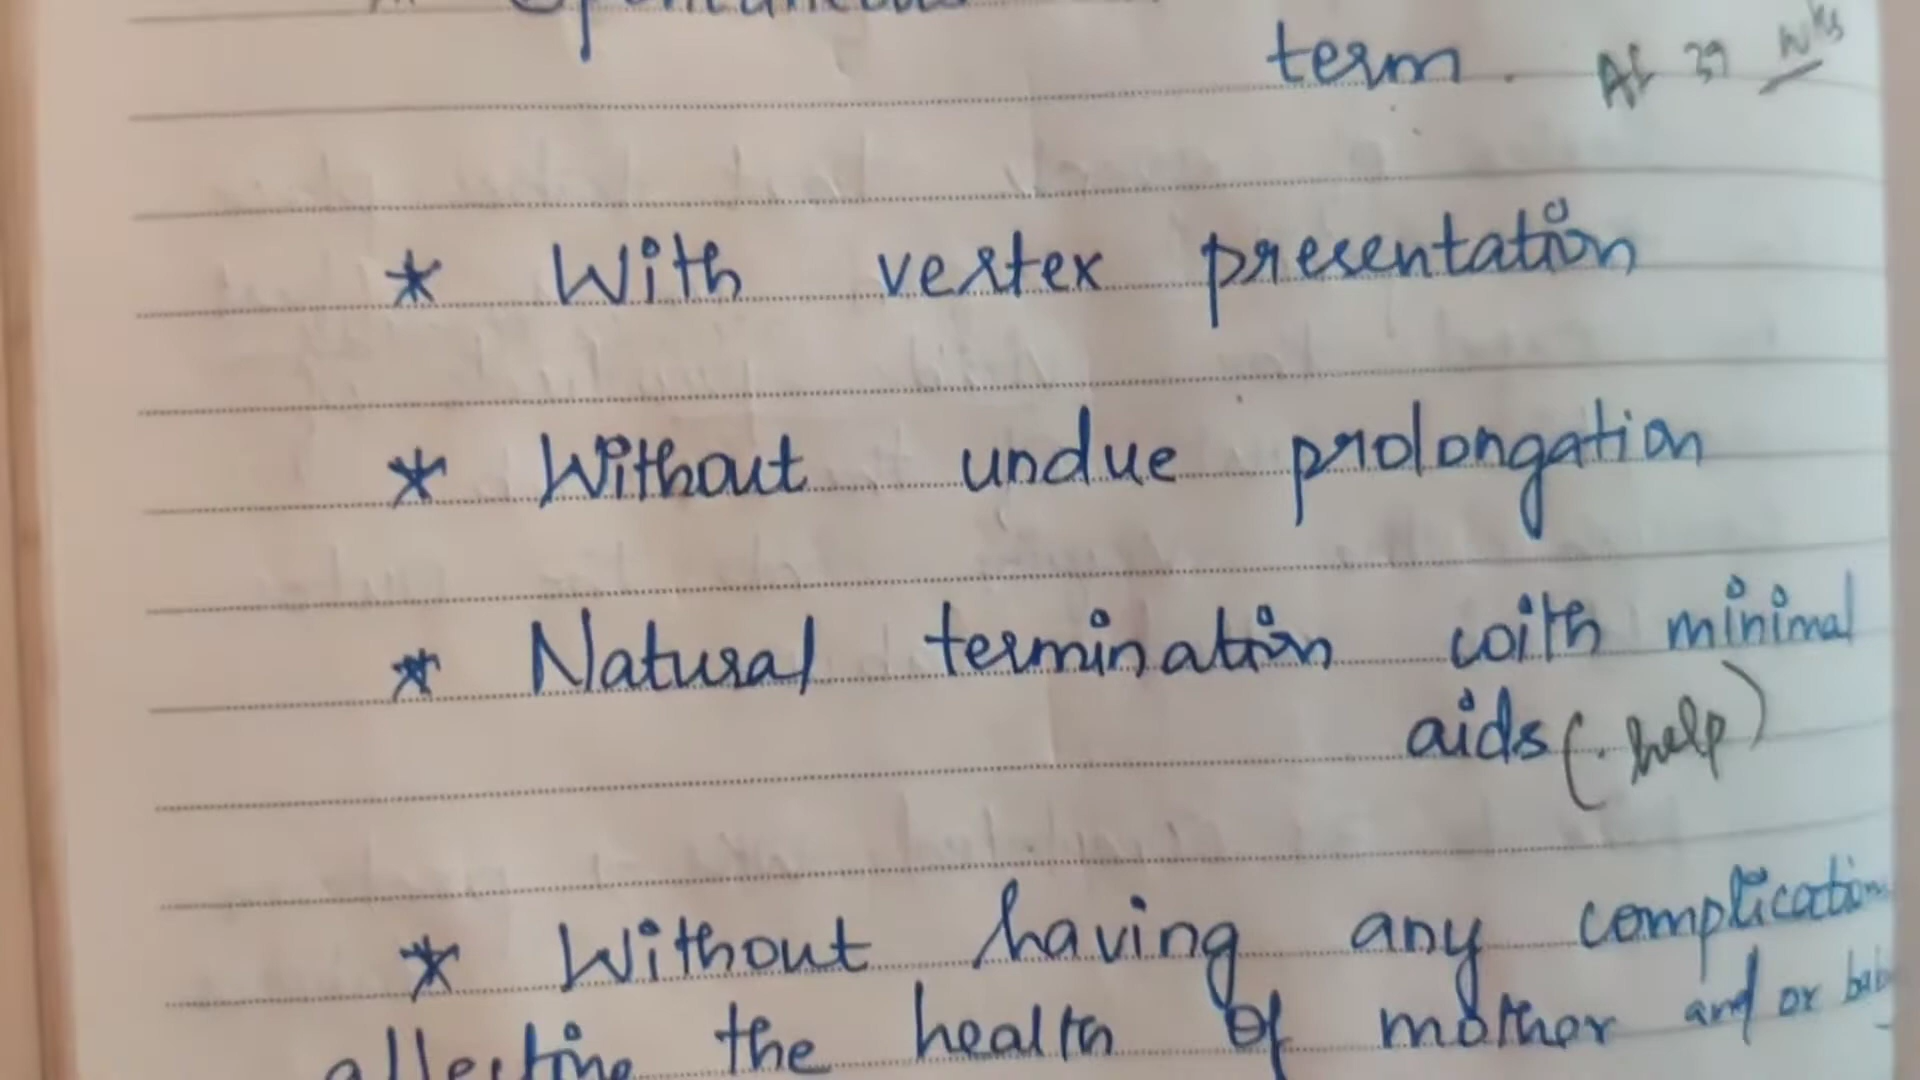 term. At 39 wks
* With vertex presentation
* Without undue prolongation
* Natural termination with minimal
aids (help)
* Without having any complication
affecting the health of mother and or